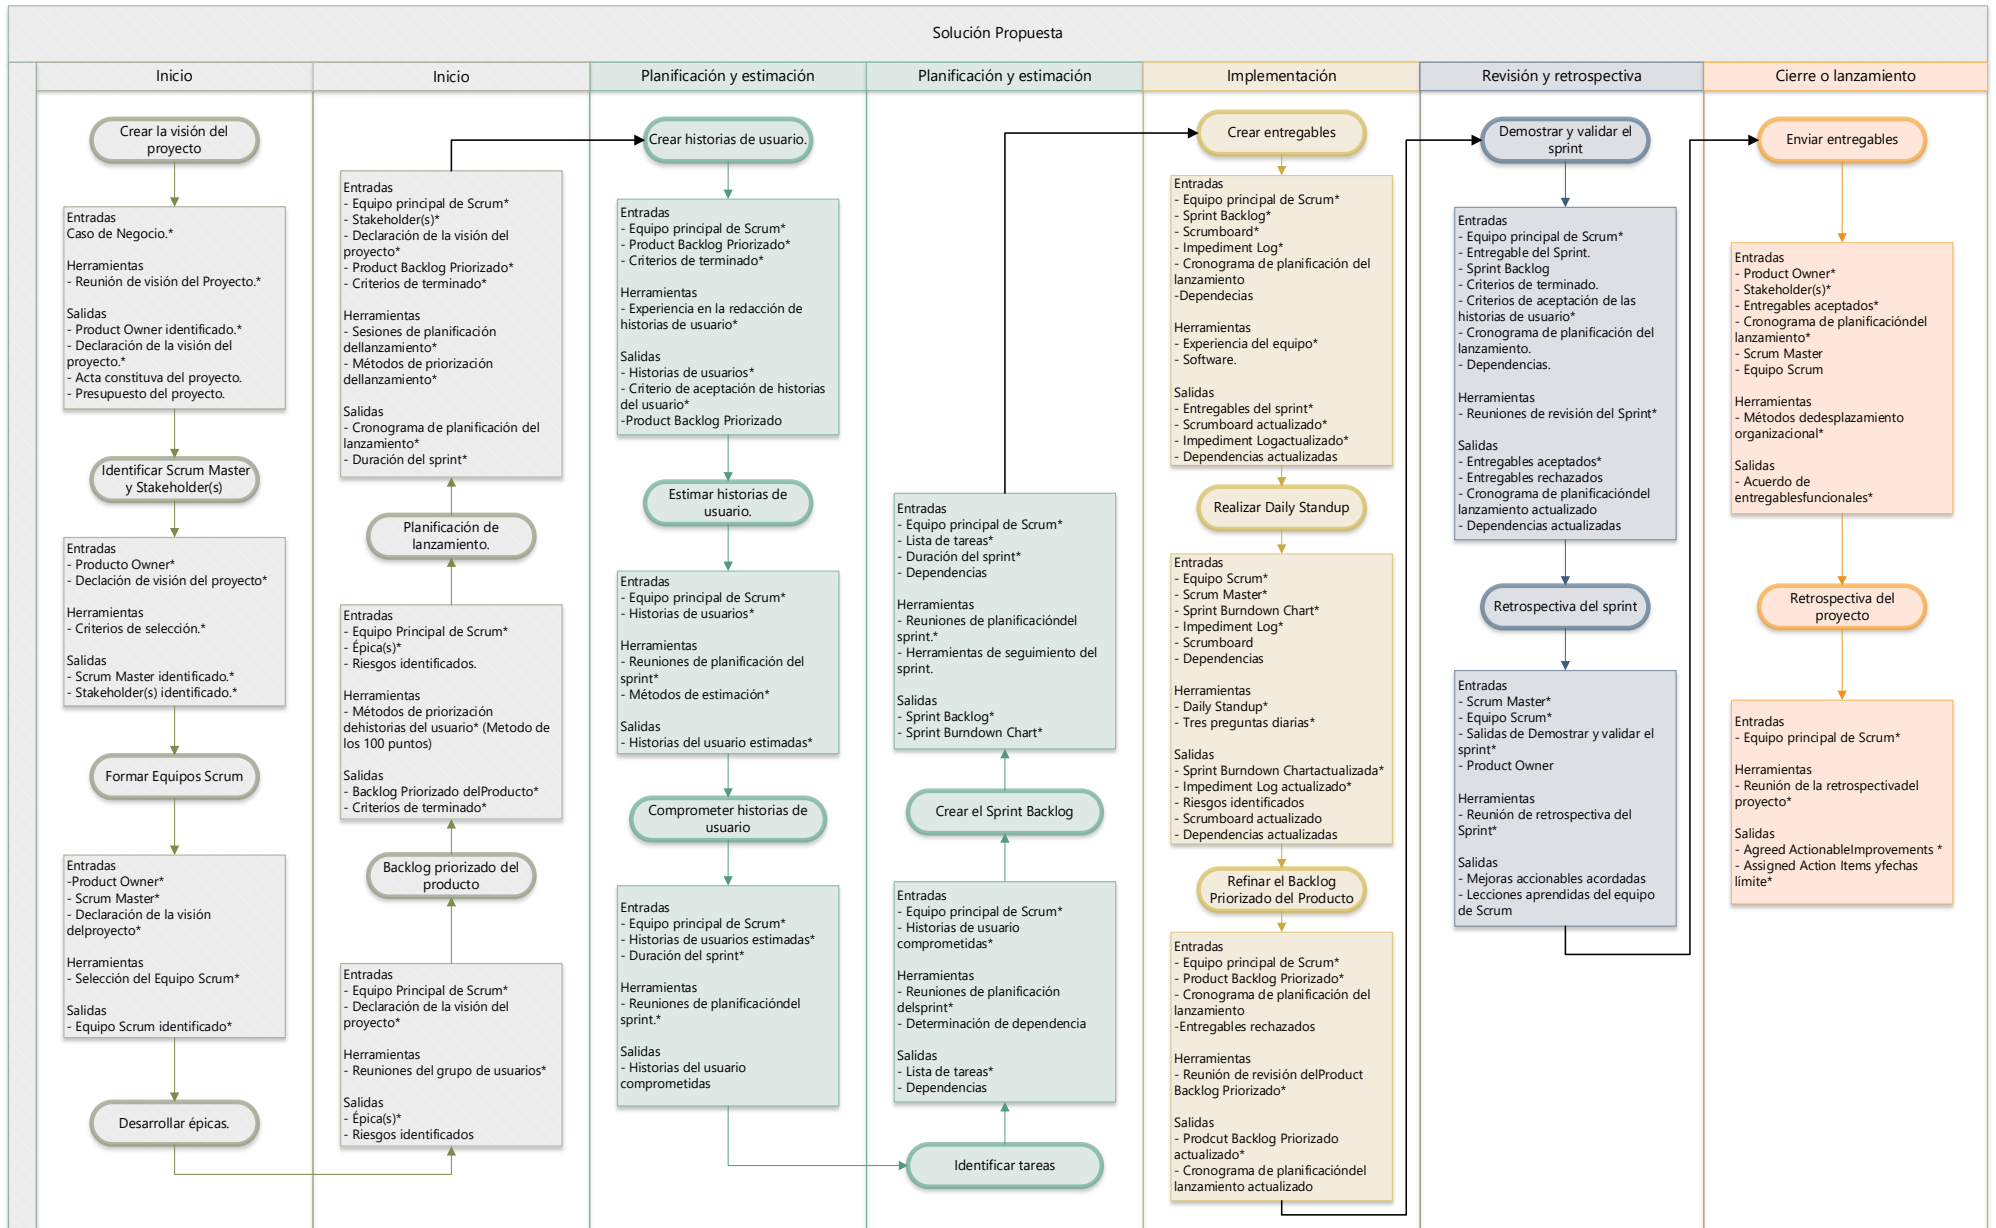 Solución Propuesta
Inicio
Crear la visión del
proyecto
Entradas
Caso de Negocio.*
Herramientas
- Reunión de visión del Proyecto.*
Salidas
- Product Owner identificado.*
- Declaración de la visión del
proyecto.*
- Acta constituva del proyecto.
- Presupuesto del proyecto.
Identificar Scrum Master
y Stakeholder(s)
Entradas
- Producto Owner*
- Declación de visión del proyecto*
Herramientas
- Criterios de selección.*
Salidas
- Scrum Master identificado.*
- Stakeholder(s) identificado.*
Formar Equipos Scrum
Entradas
-Product Owner*
- Scrum Master*
- Declaración de la visión
delproyecto*
Herramientas
- Selección del Equipo Scrum*
Salidas
- Equipo Scrum identificado*
Desarrollar épicas.
Inicio
Entradas
- Equipo principal de Scrum*
- Stakeholder(s)*
- Declaración de la visión del
proyecto*
- Product Backlog Priorizado*
- Criterios de terminado*
Herramientas
- Sesiones de planificación
dellanzamiento*
- Métodos de priorización
dellanzamiento*
Salidas
- Cronograma de planificación del
lanzamiento*
- Duración del sprint*
Planificación de
lanzamiento.
Entradas
- Equipo Principal de Scrum*
- Épica(s)*
- Riesgos identificados.
Herramientas
- Métodos de priorización
dehistorias del usuario* (Metodo de
los 100 puntos)
Salidas
- Backlog Priorizado delProducto*
- Criterios de terminado*
Backlog priorizado del
producto
Entradas
- Equipo Principal de Scrum*
- Declaración de la visión del
proyecto*
Herramientas
- Reuniones del grupo de usuarios*
Salidas
- Épica(s)*
- Riesgos identificados
Planificación y estimación
Crear historias de usuario.
Entradas
- Equipo principal de Scrum*
- Product Backlog Priorizado*
- Criterios de terminado*
Herramientas
- Experiencia en la redacción de
historias de usuario*
Salidas
- Historias de usuarios*
- Criterio de aceptación de historias
del usuario*
-Product Backlog Priorizado
Estimar historias de
usuario.
Entradas
- Equipo principal de Scrum*
- Historias de usuarios*
Herramientas
- Reuniones de planificación del
sprint*
- Métodos de estimación*
Salidas
- Historias del usuario estimadas*
Comprometer historias de
usuario
Entradas
- Equipo principal de Scrum*
- Historias de usuarios estimadas*
- Duración del sprint*
Herramientas
- Reuniones de planificacióndel
sprint.*
Salidas
- Historias del usuario
comprometidas
Planificación y estimación
Entradas
- Equipo principal de Scrum*
- Lista de tareas*
- Duración del sprint*
- Dependencias
Herramientas
- Reuniones de planificacióndel
sprint.*
- Herramientas de seguimiento del
sprint.
Salidas
- Sprint Backlog*
- Sprint Burndown Chart*
Crear el Sprint Backlog
Entradas
- Equipo principal de Scrum*
- Historias de usuario
comprometidas*
Herramientas
- Reuniones de planificación
delsprint*
- Determinación de dependencia
Salidas
- Lista de tareas*
- Dependencias
Identificar tareas
Implementación
Crear entregables
Entradas
- Equipo principal de Scrum*
- Sprint Backlog*
- Scrumboard*
- Impediment Log*
- Cronograma de planificación del
lanzamiento
-Dependecias
Herramientas
- Experiencia del equipo*
- Software.
Salidas
- Entregables del sprint*
- Scrumboard actualizado*
- Impediment Logactualizado*
- Dependencias actualizadas
Realizar Daily Standup
Entradas
- Equipo Scrum*
- Scrum Master*
- Sprint Burndown Chart*
- Impediment Log*
- Scrumboard
- Dependencias
Herramientas
- Daily Standup*
- Tres preguntas diarias*
Salidas
- Sprint Burndown Chartactualizada*
- Impediment Log actualizado*
- Riesgos identificados
- Scrumboard actualizado
- Dependencias actualizadas
Refinar el Backlog
Priorizado del Producto
Entradas
- Equipo principal de Scrum*
- Product Backlog Priorizado*
- Cronograma de planificación del
lanzamiento
-Entregables rechazados
Herramientas
- Reunión de revisión delProduct
Backlog Priorizado*
Salidas
- Prodcut Backlog Priorizado
actualizado*
- Cronograma de planificacióndel
lanzamiento actualizado
Revisión y retrospectiva
Demostrar y validar el
sprint
Entradas
- Equipo principal de Scrum*
- Entregable del Sprint.
- Sprint Backlog
- Criterios de terminado.
- Criterios de aceptación de las
historias de usuario*
- Cronograma de planificación del
lanzamiento.
- Dependencias.
Herramientas
- Reuniones de revisión del Sprint*
Salidas
- Entregables aceptados*
- Entregables rechazados
- Cronograma de planificacióndel
lanzamiento actualizado
- Dependencias actualizadas
Retrospectiva del sprint
Entradas
- Scrum Master*
- Equipo Scrum*
- Salidas de Demostrar y validar el
sprint*
- Product Owner
Herramientas
- Reunión de retrospectiva del
Sprint*
Salidas
- Mejoras accionables acordadas
- Lecciones aprendidas del equipo
de Scrum
Cierre o lanzamiento
Enviar entregables
Entradas
- Product Owner*
- Stakeholder(s)*
- Entregables aceptados*
- Cronograma de planificacióndel
lanzamiento*
- Scrum Master
- Equipo Scrum
Herramientas
- Métodos dedesplazamiento
organizacional*
Salidas
- Acuerdo de
entregablesfuncionales*
Retrospectiva del
proyecto
Entradas
- Equipo principal de Scrum*
Herramientas
- Reunión de la retrospectivadel
proyecto*
Salidas
- Agreed ActionableImprovements *
- Assigned Action Items yfechas
límite*